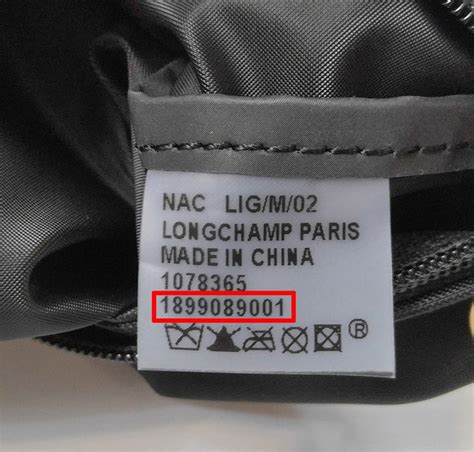 NAC LIG/M/02
LONGCHAMP PARIS
MADE IN CHINA
1078365
1899089001
®